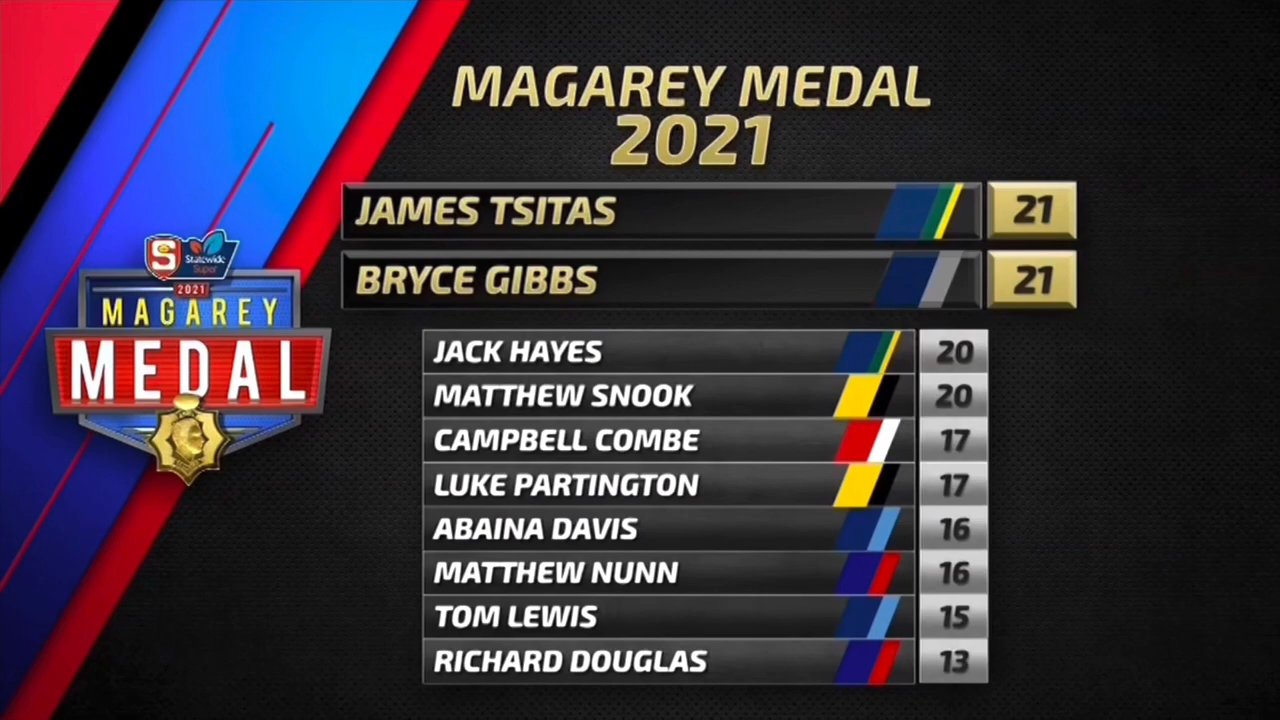 MAGAREY MEDAL
2021
JAMES TSITAS 21
BRYCE GIBBS 21
JACK HAYES 20
MATTHEW SNOOK 20
CAMPBELL COMBE 17
LUKE PARTINGTON 17
ABAINA DAVIS 16
MATTHEW NUNN 16
TOM LEWIS 15
RICHARD DOUGLAS 13
S Statewide
Super
2021
MAGAREY
MEDAL